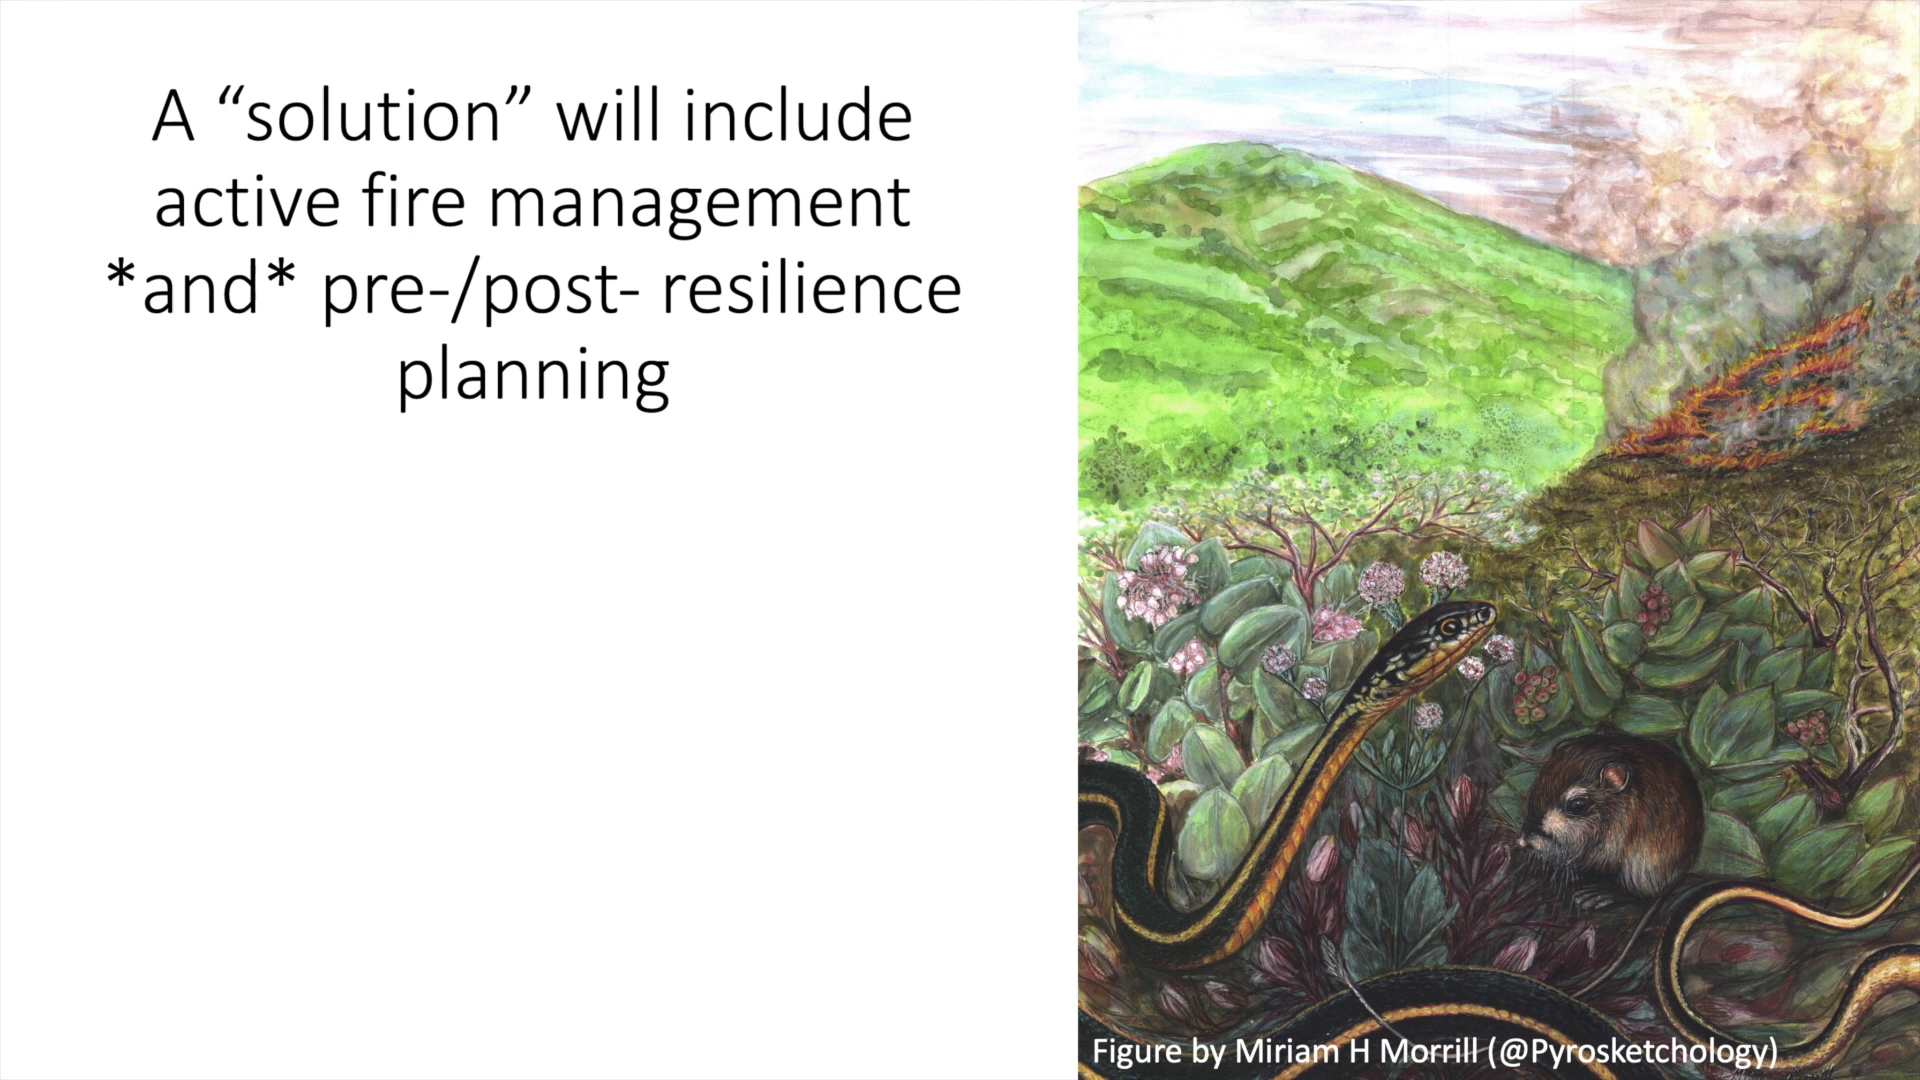 A “solution” will include
active fire management
*and* pre-/post- resilience
planning
Figure by Miriam H Morrill (@Pyrosketchology)